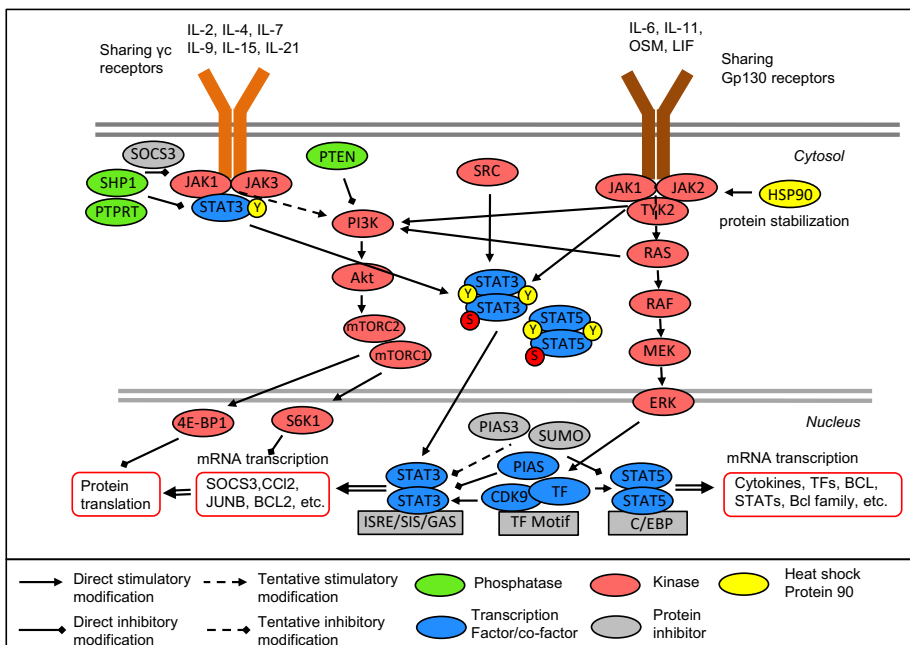 IL-2, IL-4, IL-7
IL-9, IL-15, IL-21
Sharing γc
receptors
IL-6, IL-11,
OSM, LIF
Sharing
Gp130 receptors
Cytosol
SOCS3
SHP1
PTPRT
JAK1
JAK3
STAT3
Y
PTEN
PI3K
SRC
JAK1
JAK2
TYK2
HSP90
protein stabilization
RAS
Akt
STAT3
Y
Y
STAT3
S
RAF
mTORC2
mTORC1
STAT5
Y
Y
STAT5
S
MEK
ERK
Nucleus
4E-BP1
S6K1
PIAS3
SUMO
mRNA transcription
mRNA transcription
Protein
translation
SOCS3,CCl2,
JUNB, BCL2, etc.
STAT3
STAT3
ISRE/SIS/GAS
PIAS
CDK9
TF
TF Motif
STAT5
STAT5
C/EBP
Cytokines, TFs, BCL,
STATs, Bcl family, etc.
Direct stimulatory
modification
Tentative stimulatory
modification
Phosphatase
Kinase
Heat shock
Protein 90
Direct inhibitory
modification
Tentative inhibitory
modification
Transcription
Factor/co-factor
Protein
inhibitor